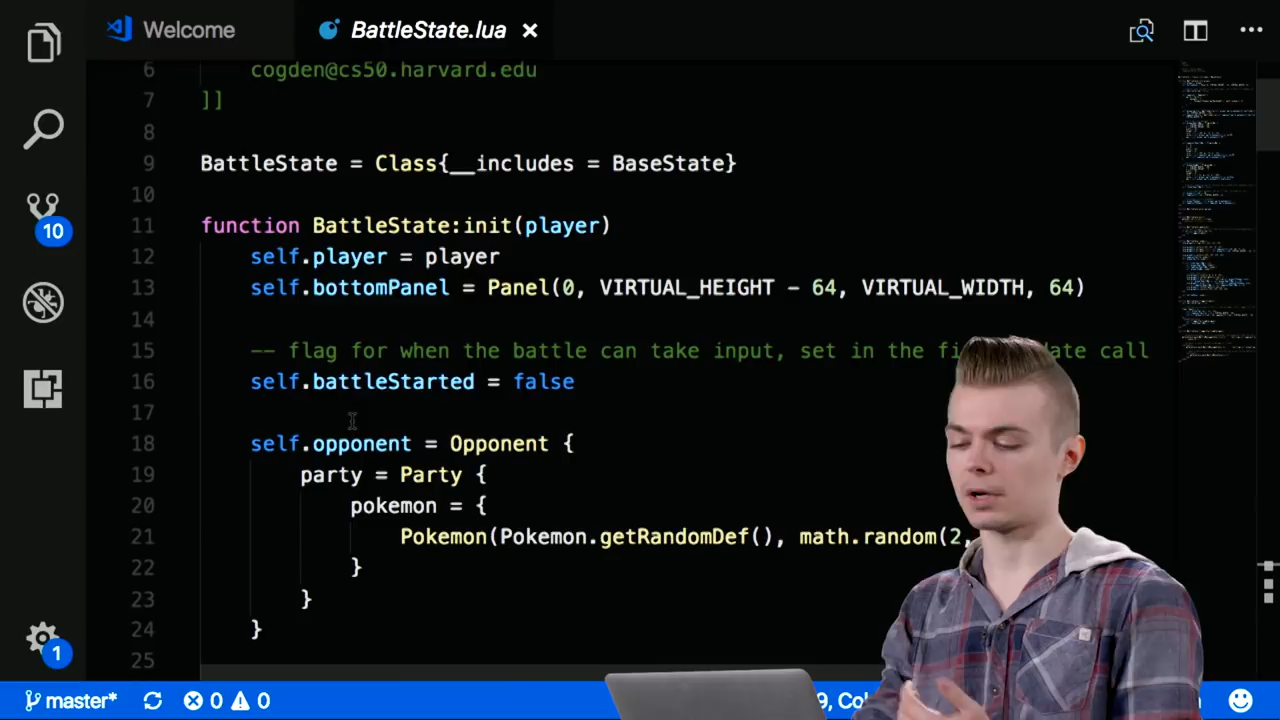 Welcome
BattleState.lua
6 cogden@cs50.harvard.edu
7 ]]
8
9 BattleState = Class{__includes = BaseState}
10
11 function BattleState:init(player)
12 self.player = player
13 self.bottomPanel = Panel(0, VIRTUAL_HEIGHT - 64, VIRTUAL_WIDTH, 64)
14
15 -- flag for when the battle can take input, set in the call
16 self.battleStarted = false
17
18 self.opponent = Opponent {
19 party = Party {
20 pokemon = {
21 Pokemon(Pokemon.getRandomDef(), math.random(2,
22 }
23 }
24 }
25
10
1
master* 0 0